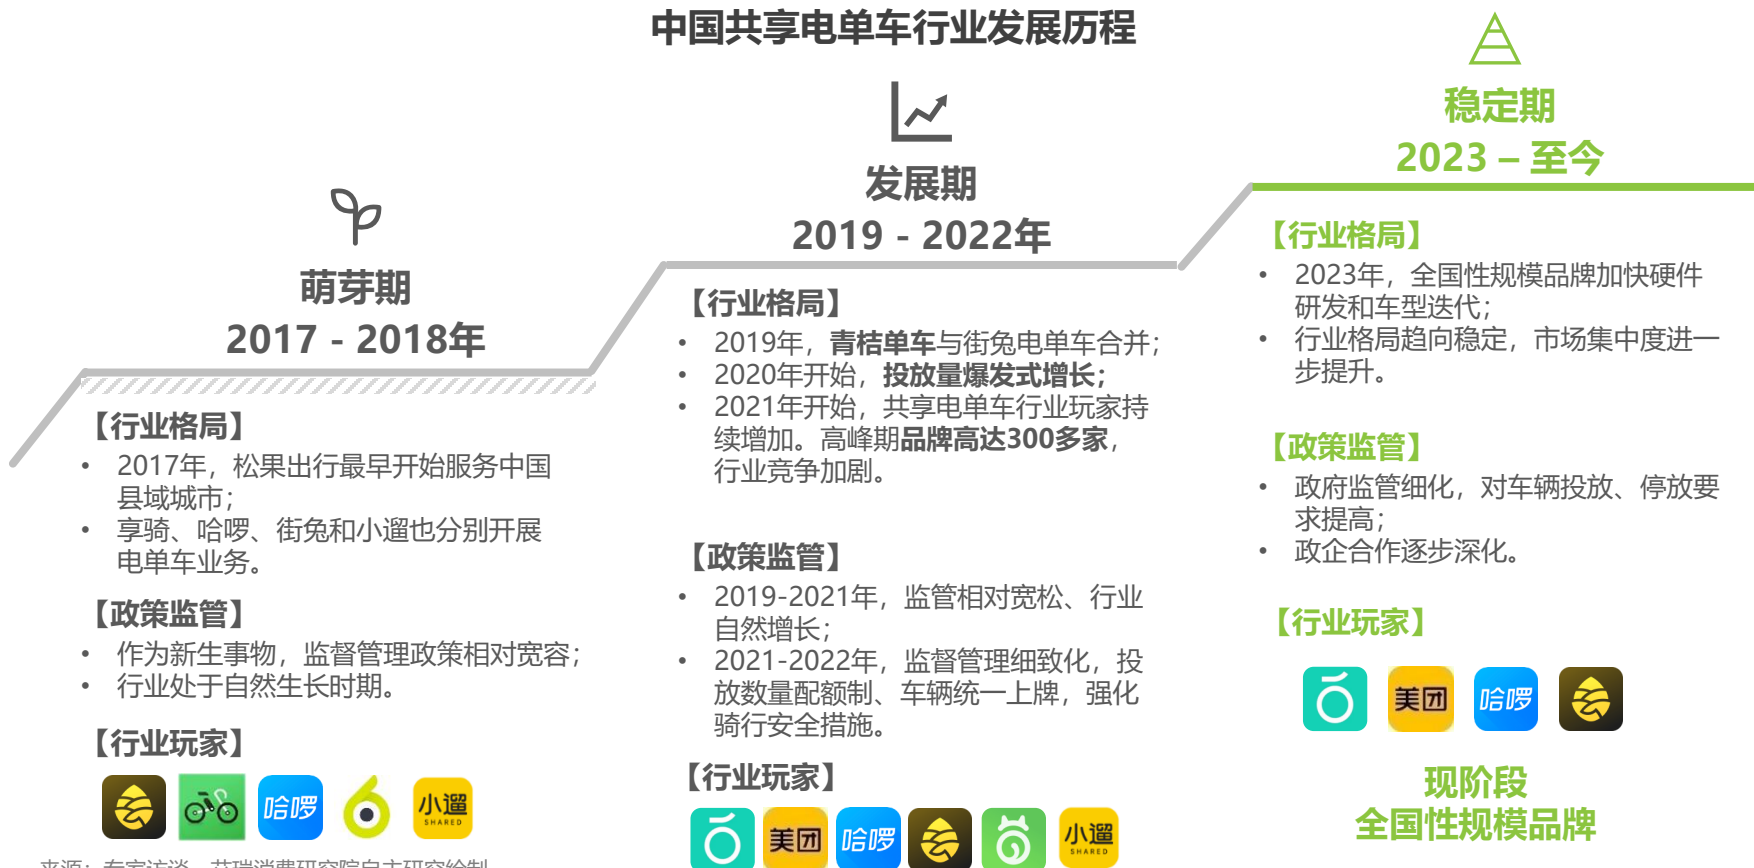 中国共享电单车行业发展历程
萌芽期
2017 - 2018年
【行业格局】
• 2017年，松果出行最早开始服务中国
县域城市；
• 享骑、哈啰、街兔和小遛也分别开展
电单车业务。
【政策监管】
• 作为新生事物，监督管理政策相对宽容；
• 行业处于自然生长时期。
【行业玩家】
哈啰
小遛
SHARED
发展期
2019 - 2022年
【行业格局】
• 2019年，青桔单车与街兔电单车合并；
• 2020年开始，投放量爆发式增长；
• 2021年开始，共享电单车行业玩家持
续增加。高峰期品牌高达300多家，
行业竞争加剧。
【政策监管】
• 2019-2021年，监管相对宽松、行业
自然增长；
• 2021-2022年，监督管理细致化，投
放数量配额制、车辆统一上牌，强化
骑行安全措施。
【行业玩家】
美团
哈啰
小遛
SHARED
稳定期
2023 – 至今
【行业格局】
• 2023年，全国性规模品牌加快硬件
研发和车型迭代；
• 行业格局趋向稳定，市场集中度进一
步提升。
【政策监管】
• 政府监管细化，对车辆投放、停放要
求提高；
• 政企合作逐步深化。
【行业玩家】
美团
哈啰
现阶段
全国性规模品牌